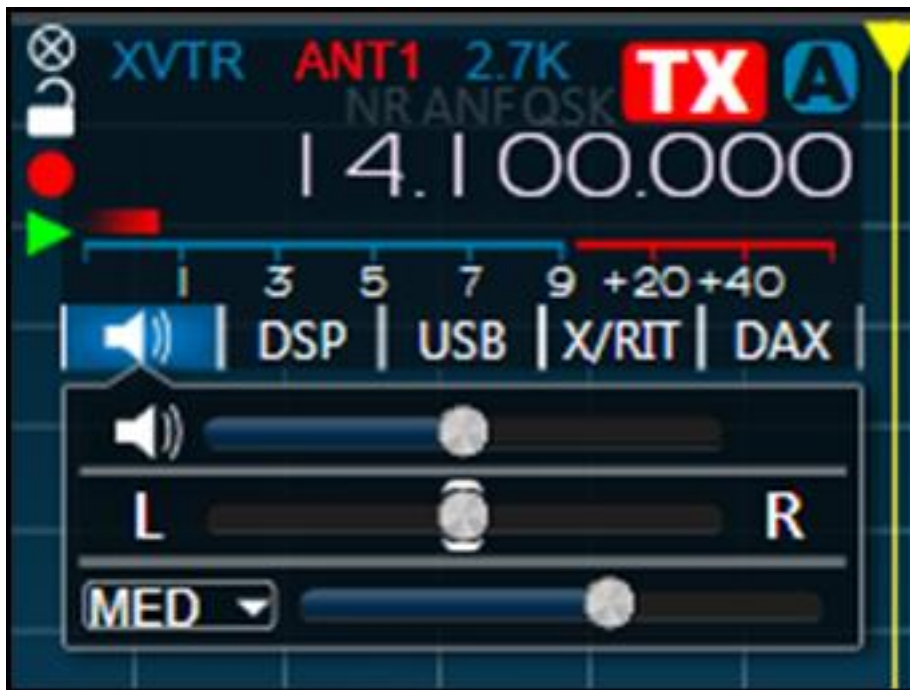 XVTR ANT1 2.7K TX A
NR ANF QSK
14.100.000
1 3 5 7 9 +20 +40
DSP USB X/RIT DAX
L R
MED